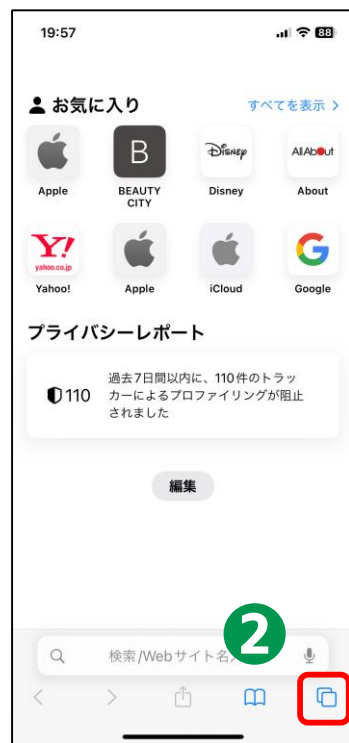 19:57
88
お気に入り
すべてを表示 >
B
Disney
AllAbout
Apple
BEAUTY
CITY
Disney
About
Y!
yahoo.co.jp
G
Yahoo!
Apple
iCloud
Google
プライバシーレポート
110
過去7日間以内に、110件のトラッ
カーによるプロファイリングが阻止
されました
編集
2
検索/Webサイト名